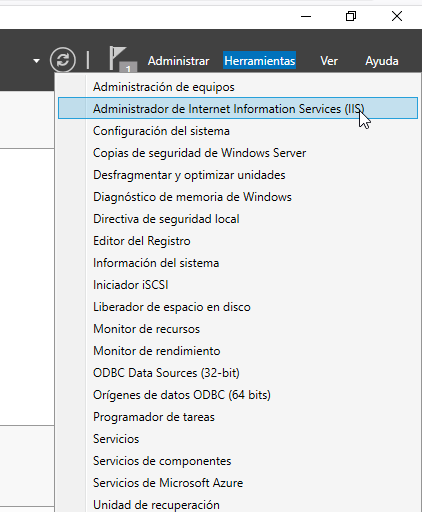 1
Administrar
Herramientas
Ver
Ayuda
Administración de equipos
Administrador de Internet Information Services (IIS)
Configuración del sistema
Copias de seguridad de Windows Server
Desfragmentar y optimizar unidades
Diagnóstico de memoria de Windows
Directiva de seguridad local
Editor del Registro
Información del sistema
Iniciador iSCSI
Liberador de espacio en disco
Monitor de recursos
Monitor de rendimiento
ODBC Data Sources (32-bit)
Orígenes de datos ODBC (64 bits)
Programador de tareas
Servicios
Servicios de componentes
Servicios de Microsoft Azure
Unidad de recuperación